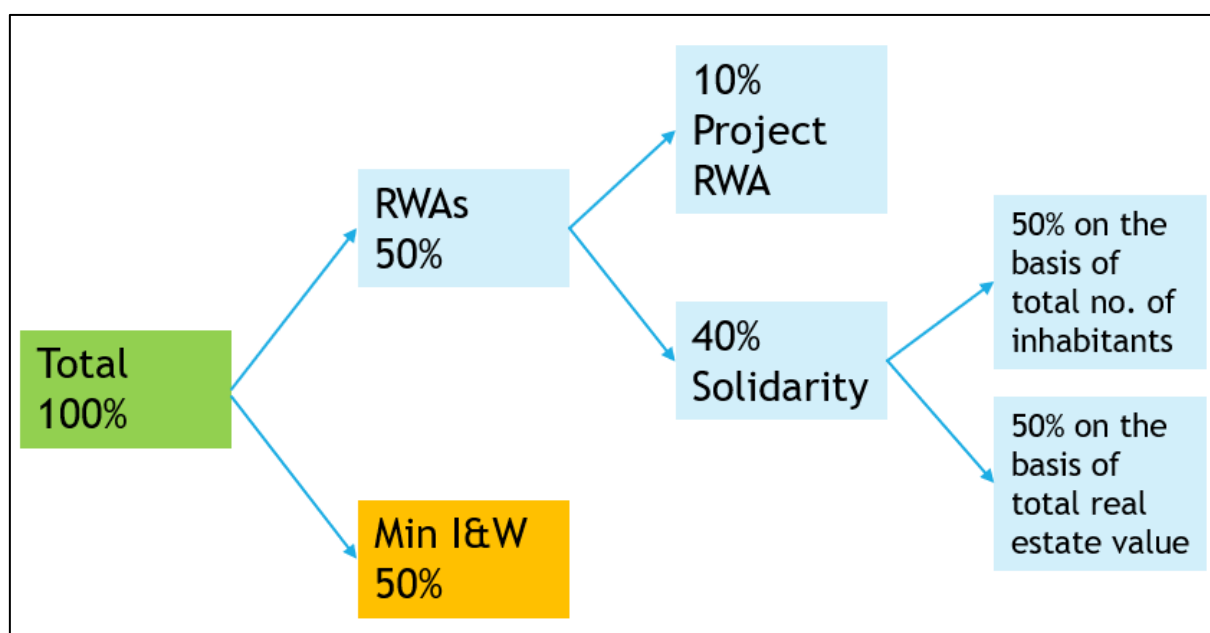 Total
100%
RWAs
50%
Min I&W
50%
10%
Project
RWA
40%
Solidarity
50% on the
basis of
total no. of
inhabitants
50% on the
basis of
total real
estate value